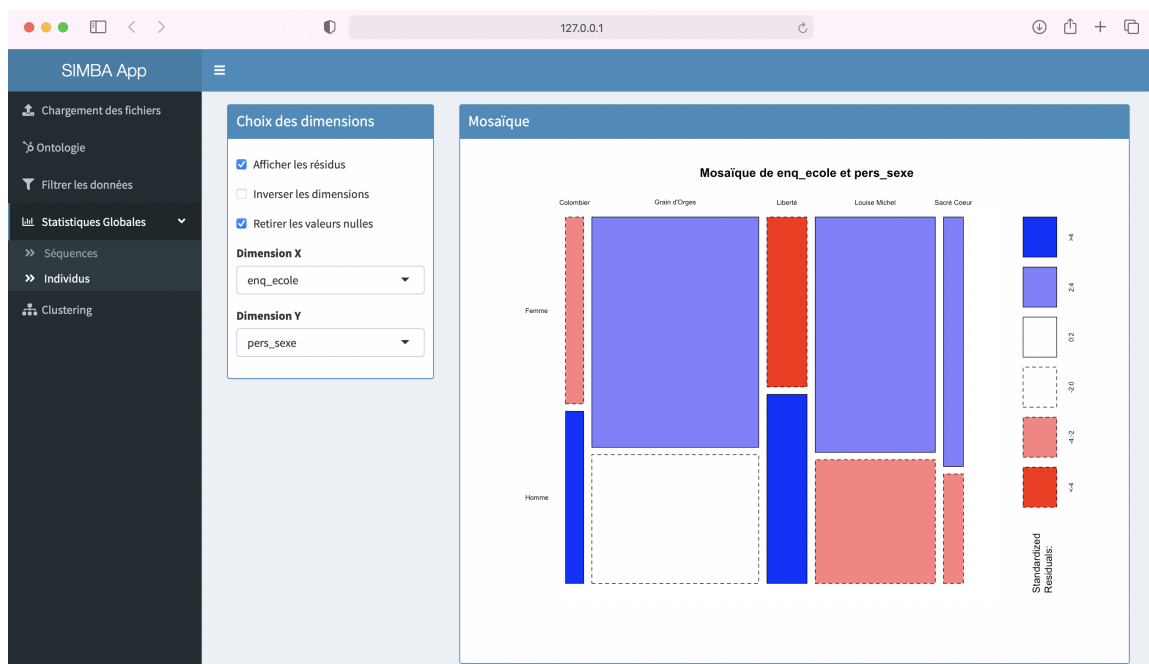 127.0.0.1
SIMBA App
Chargement des fichiers
Ontologie
Filtrer les données
Statistiques Globales
Séquences
Individus
Clustering
Choix des dimensions
Afficher les résidus
Inverser les dimensions
Retirer les valeurs nulles
Dimension X
enq_ecole
Dimension Y
pers_sexe
Mosaïque
Mosaïque de enq_ecole et pers_sexe
Colombier Grain d'Orges Liberté Louise Michel Sacré Coeur
Femme
Homme
>4
2:4
0:2
-2:0
-4:-2
<-4
Standardized
Residuals: